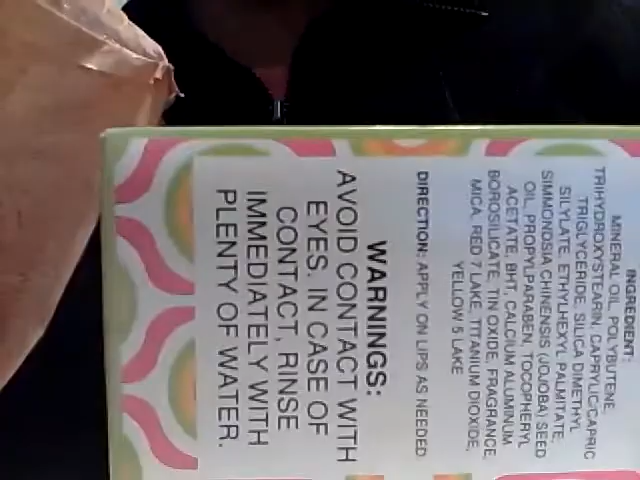 INGREDIENT:
MINERAL OIL, POLYBUTENE,
TRIHYDROXYSTEARIN, CAPRYLIC/CAPRIC
TRIGLYCERIDE, SILICA DIMETHYL
SILYLATE, ETHYLHEXYL PALMITATE,
SIMMONDSIA CHINENSIS (JOJOBA) SEED
OIL, PROPYLPARABEN, TOCOPHERYL
ACETATE, BHT, CALCIUM ALUMINUM
BOROSILICATE, TIN OXIDE, FRAGRANCE,
MICA, RED 7 LAKE, TITANIUM DIOXIDE,
YELLOW 5 LAKE
DIRECTION: APPLY ON LIPS AS NEEDED
WARNINGS:
AVOID CONTACT WITH
EYES. IN CASE OF
CONTACT, RINSE
IMMEDIATELY WITH
PLENTY OF WATER.